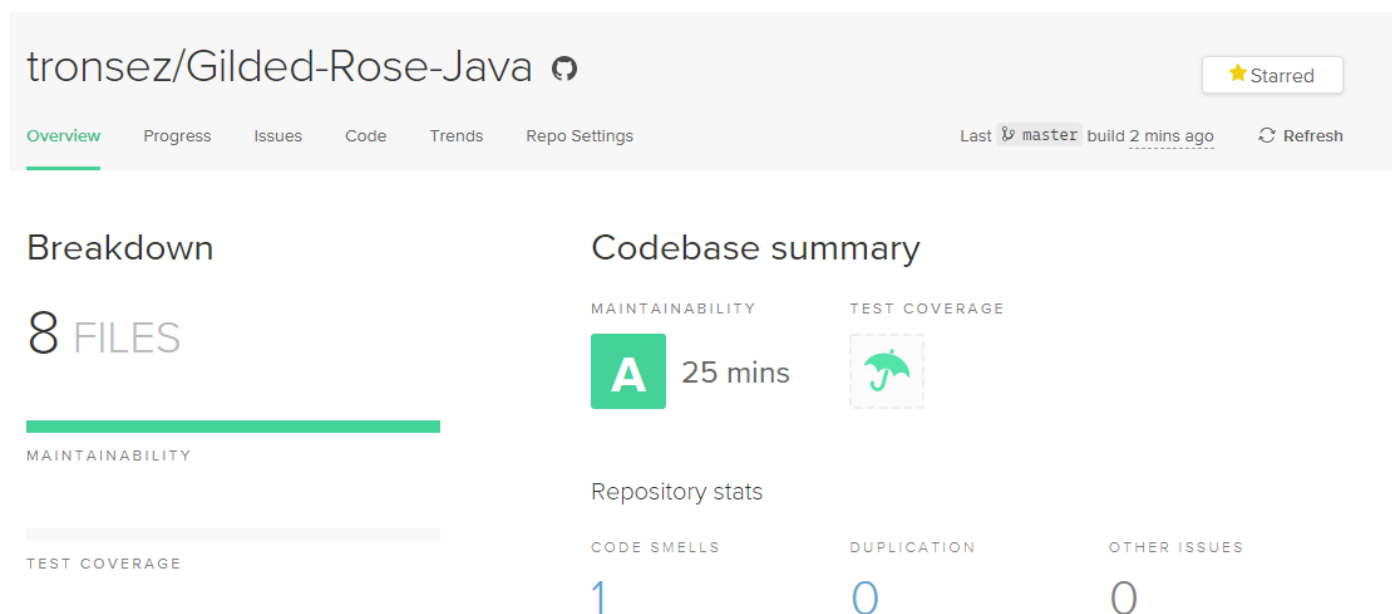 tronsez/Gilded-Rose-Java
Starred
Overview Progress Issues Code Trends Repo Settings
Last master build 2 mins ago Refresh
Breakdown
8 FILES
MAINTAINABILITY
TEST COVERAGE
Codebase summary
MAINTAINABILITY TEST COVERAGE
A 25 mins
Repository stats
CODE SMELLS DUPLICATION OTHER ISSUES
1 0 0